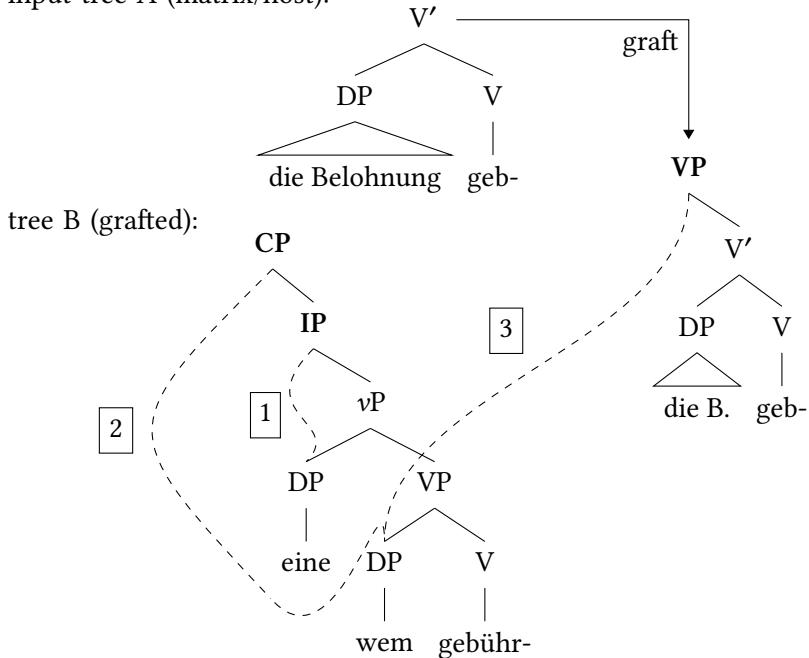 input tree A (matrix/host):
V′
graft
DP V
die Belohnung geb-
VP
tree B (grafted):
CP
V′
IP
3
DP V
vP
die B. geb-
2
1
DP VP
eine DP V
wem gebühr-